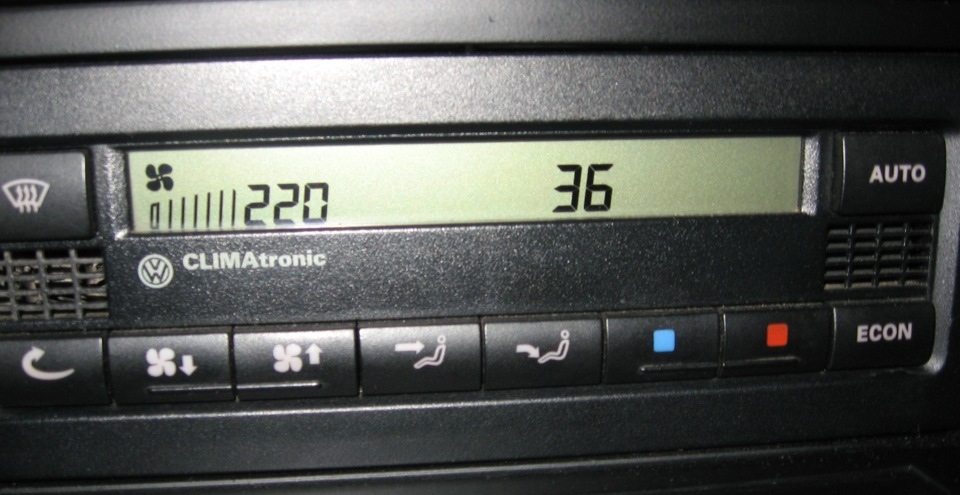 220
36
AUTO
CLIMAtronic
ECON